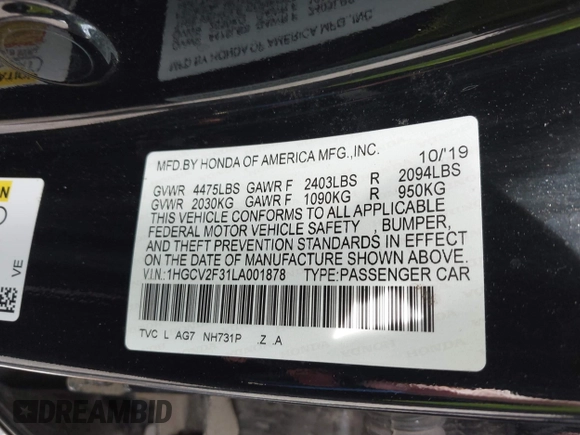 MFD.BY HONDA OF AMERICA MFG.,INC. 10/'19
GVWR 4475LBS GAWR F 2403LBS R 2094LBS
GVWR 2030KG GAWR F 1090KG R 950KG
THIS VEHICLE CONFORMS TO ALL APPLICABLE
FEDERAL MOTOR VEHICLE SAFETY , BUMPER,
AND THEFT PREVENTION STANDARDS IN EFFECT
ON THE DATE OF MANUFACTURE SHOWN ABOVE.
V.I.N.:1HGCV2F31LA001878 TYPE:PASSENGER CAR
TVC L AG7 NH731P .Z .A
VE
DREAMBID